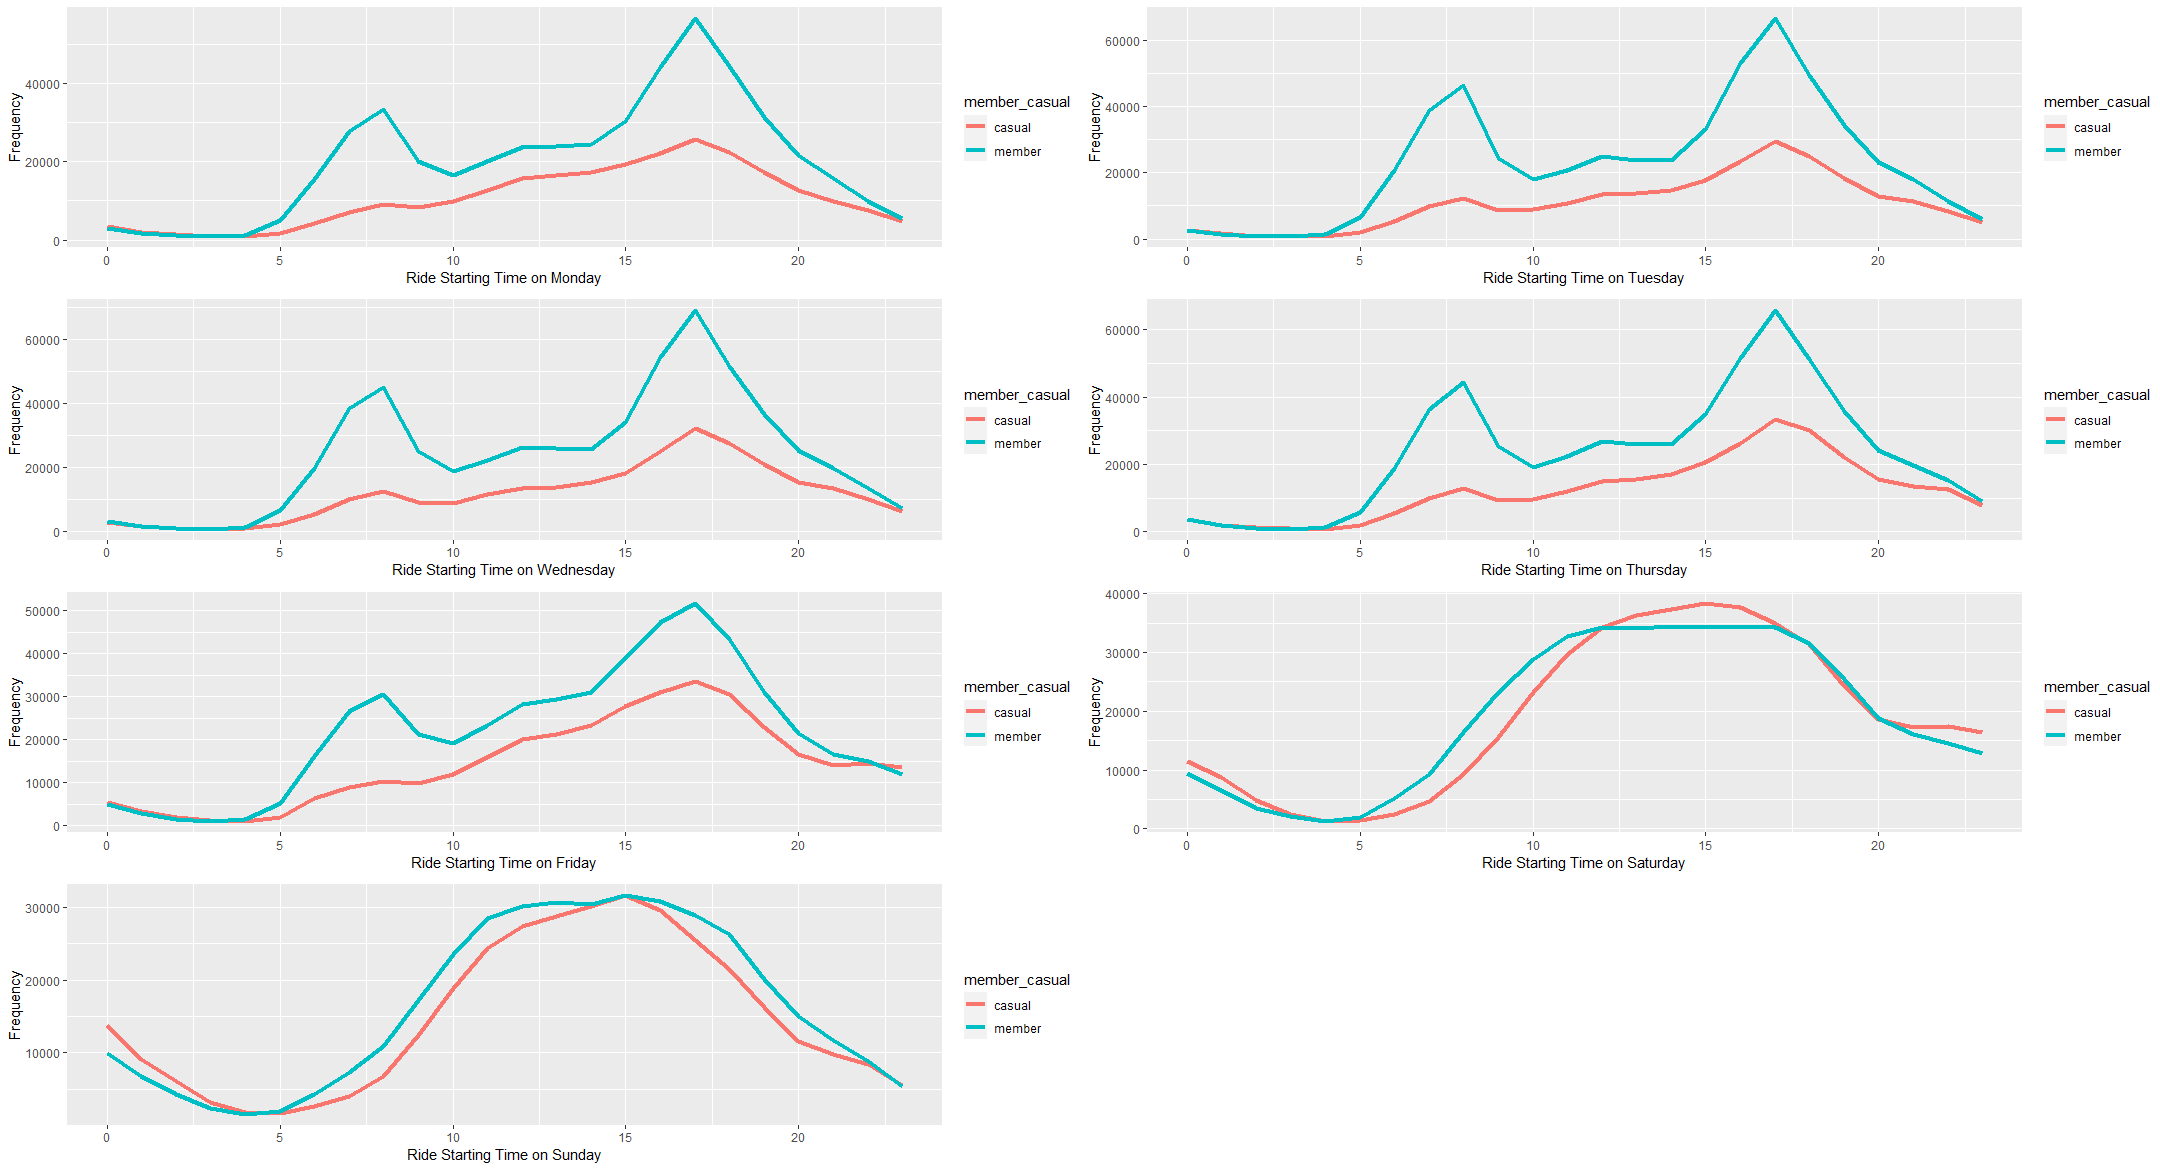 Frequency
40000
20000
0
0 5 10 15 20
Ride Starting Time on Monday
member_casual
casual
member
Frequency
60000
40000
20000
0
0 5 10 15 20
Ride Starting Time on Tuesday
member_casual
casual
member
Frequency
60000
40000
20000
0
0 5 10 15 20
Ride Starting Time on Wednesday
member_casual
casual
member
Frequency
60000
40000
20000
0
0 5 10 15 20
Ride Starting Time on Thursday
member_casual
casual
member
Frequency
50000
40000
30000
20000
10000
0
0 5 10 15 20
Ride Starting Time on Friday
member_casual
casual
member
Frequency
40000
30000
20000
10000
0
0 5 10 15 20
Ride Starting Time on Saturday
member_casual
casual
member
Frequency
30000
20000
10000
0 5 10 15 20
Ride Starting Time on Sunday
member_casual
casual
member